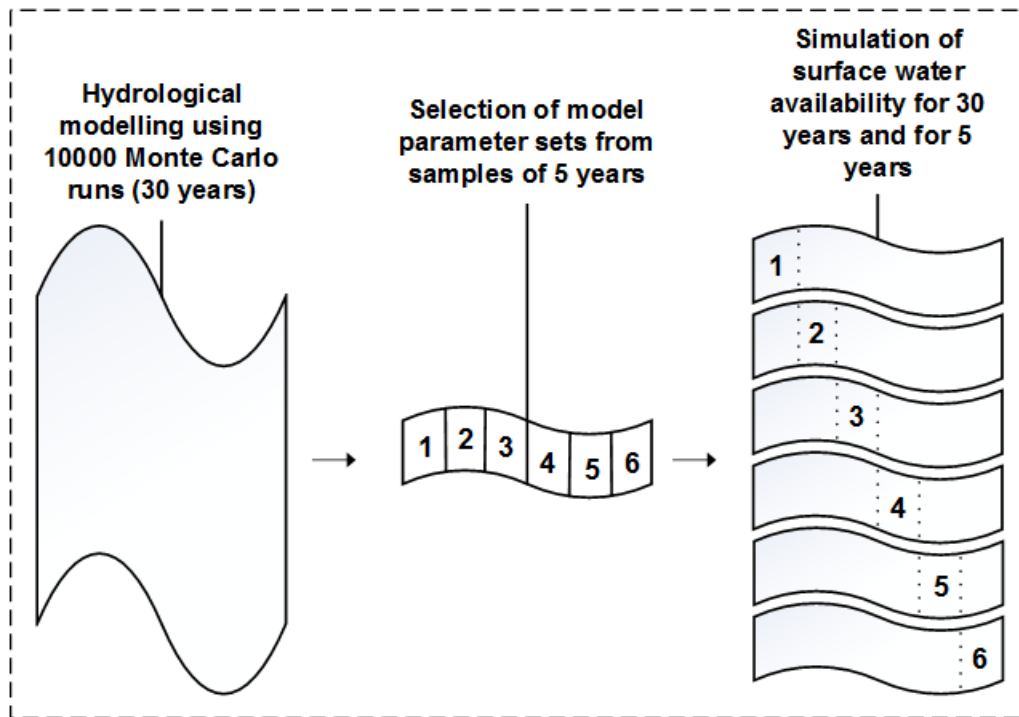 Hydrological
modelling using
10000 Monte Carlo
runs (30 years)
Selection of model
parameter sets from
samples of 5 years
1 2 3 4 5 6
Simulation of
surface water
availability for 30
years and for 5
years
1
2
3
4
5
6